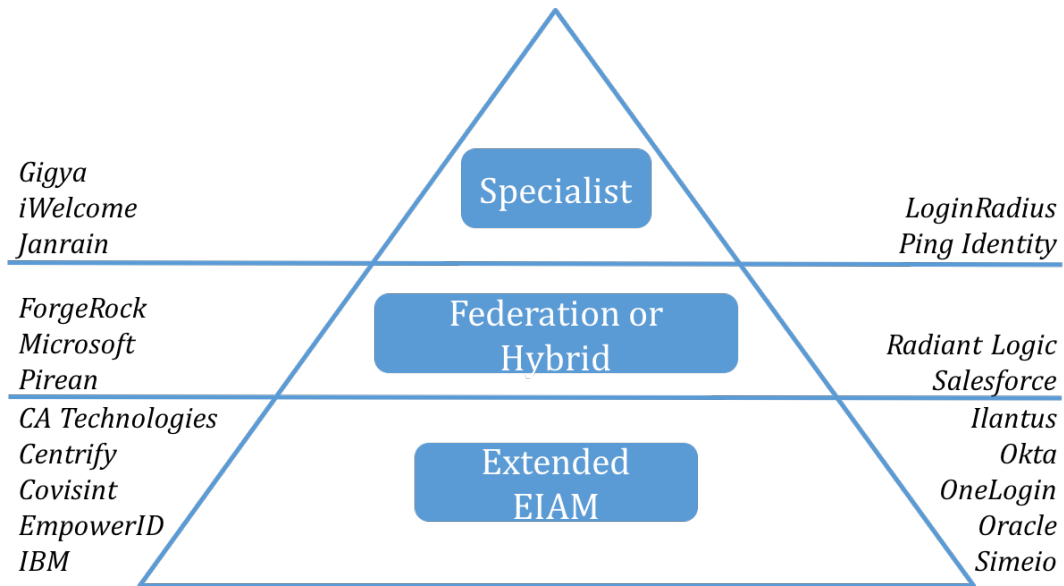 Gigya
iWelcome
Janrain
Specialist
LoginRadius
Ping Identity
ForgeRock
Microsoft
Pirean
Federation or
Hybrid
Radiant Logic
Salesforce
CA Technologies
Centrify
Covisint
EmpowerID
IBM
Extended
EIAM
Ilantus
Okta
OneLogin
Oracle
Simeio